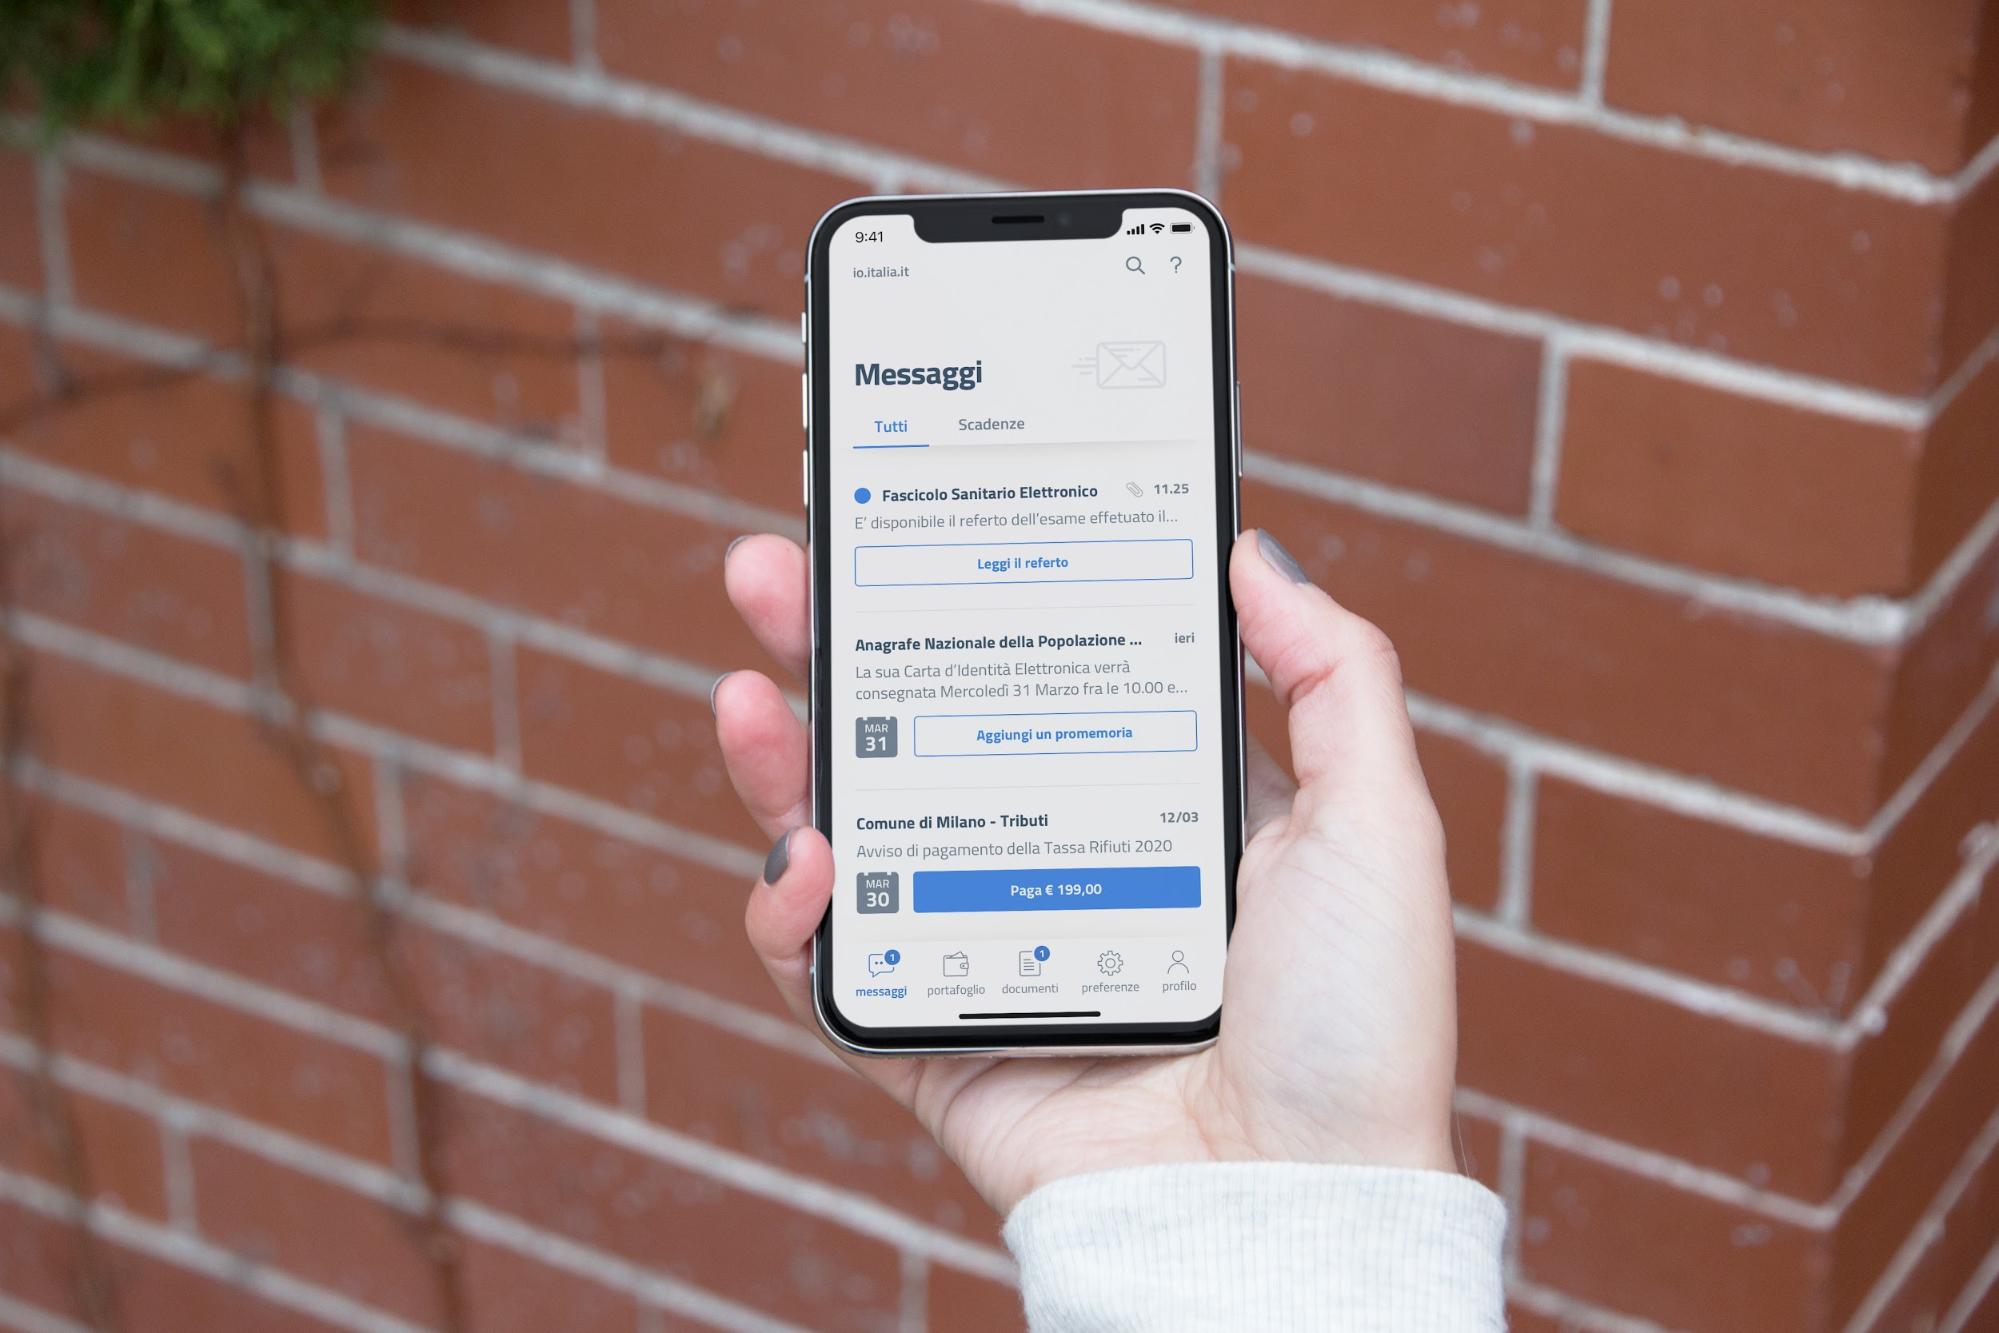 9:41
io.italia.it ?
Messaggi
Tutti Scadenze
Fascicolo Sanitario Elettronico 11.25
E' disponibile il referto dell'esame effetuato il...
Leggi il referto
Anagrafe Nazionale della Popolazione ... ieri
La sua Carta d'Identità Elettronica verrà
consegnata Mercoledì 31 Marzo fra le 10.00 e...
MAR
31
Aggiungi un promemoria
Comune di Milano - Tributi 12/03
Avviso di pagamento della Tassa Rifiuti 2020
MAR
30
Paga € 199,00
1 1
messaggi portafoglio documenti preferenze profilo